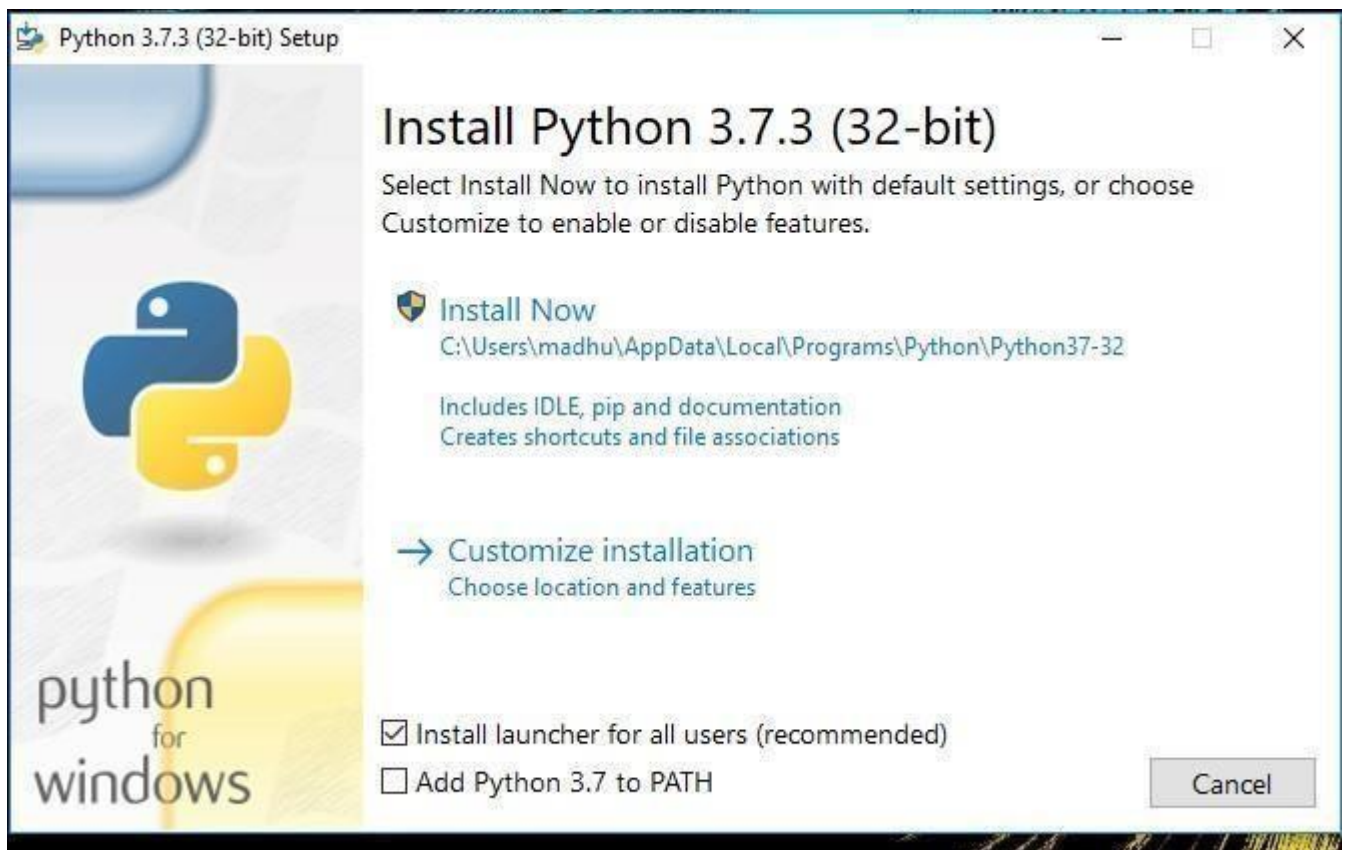 Python 3.7.3 (32-bit) Setup
Install Python 3.7.3 (32-bit)
Select Install Now to install Python with default settings, or choose
Customize to enable or disable features.
Install Now
C:\Users\madhu\AppData\Local\Programs\Python\Python37-32
Includes IDLE, pip and documentation
Creates shortcuts and file associations
Customize installation
Choose location and features
python
for
windows
Install launcher for all users (recommended)
Add Python 3.7 to PATH
Cancel